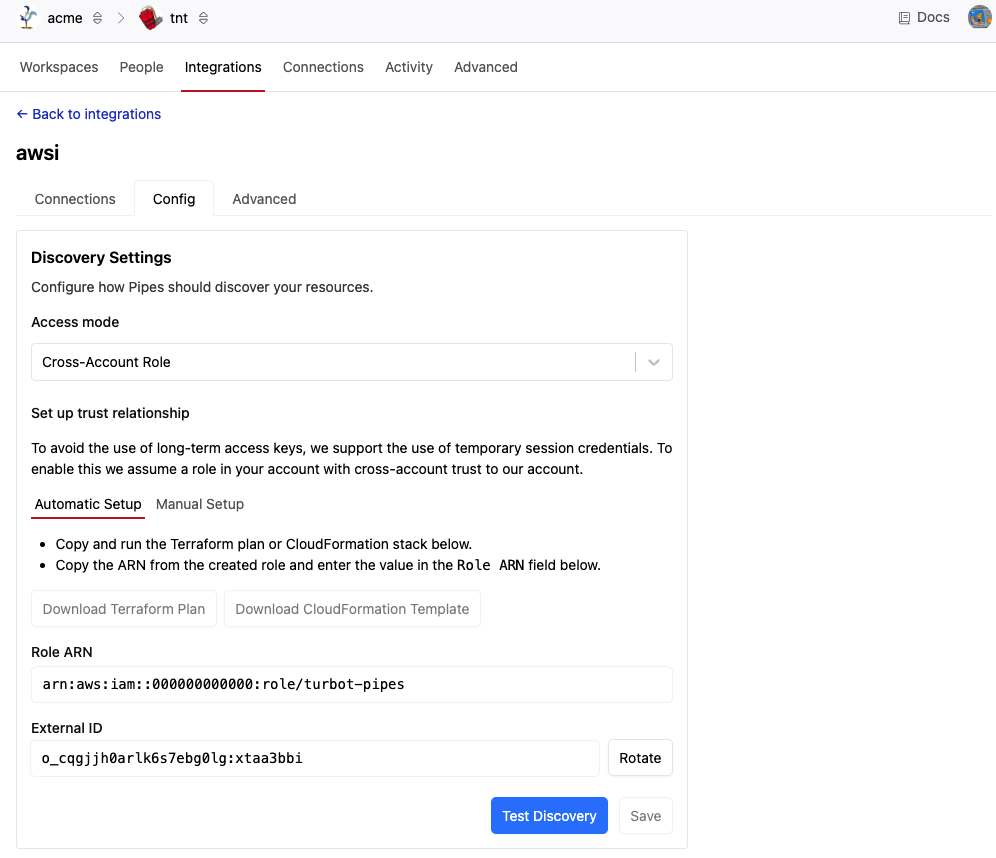 acme tnt Docs
Workspaces People Integrations Connections Activity Advanced
← Back to integrations
awsi
Connections Config Advanced
Discovery Settings
Configure how Pipes should discover your resources.
Access mode
Cross-Account Role
Set up trust relationship
To avoid the use of long-term access keys, we support the use of temporary session credentials. To
enable this we assume a role in your account with cross-account trust to our account.
Automatic Setup Manual Setup
• Copy and run the Terraform plan or CloudFormation stack below.
• Copy the ARN from the created role and enter the value in the Role ARN field below.
Download Terraform Plan Download CloudFormation Template
Role ARN
arn:aws:iam::000000000000:role/turbot-pipes
External ID
o_cqgjjh0arlk6s7ebg0lg:xtaa3bbi Rotate
Test Discovery Save